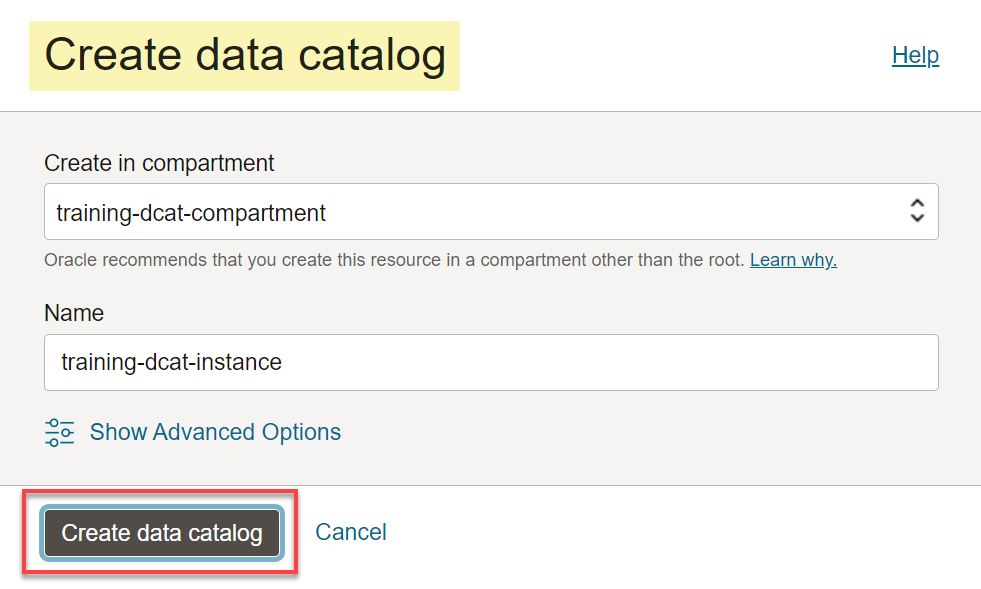 Create data catalog
Help
Create in compartment
training-dcat-compartment
Oracle recommends that you create this resource in a compartment other than the root. Learn why.
Name
training-dcat-instance
Show Advanced Options
Create data catalog
Cancel